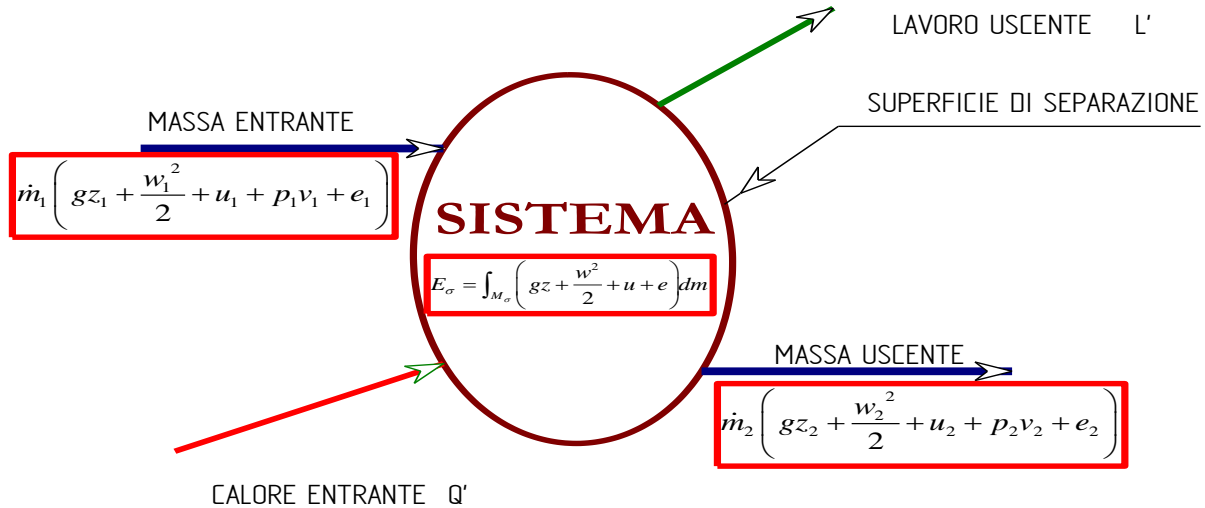 LAVORO USCENTE L'
SUPERFICIE DI SEPARAZIONE
MASSA ENTRANTE
ṁ₁ ( gz₁ + w₁²/2 + u₁ + p₁v₁ + e₁ )
SISTEMA
E_σ = ∫_{M_σ} ( gz + w²/2 + u + e ) dm
MASSA USCENTE
ṁ₂ ( gz₂ + w₂²/2 + u₂ + p₂v₂ + e₂ )
CALORE ENTRANTE Q'